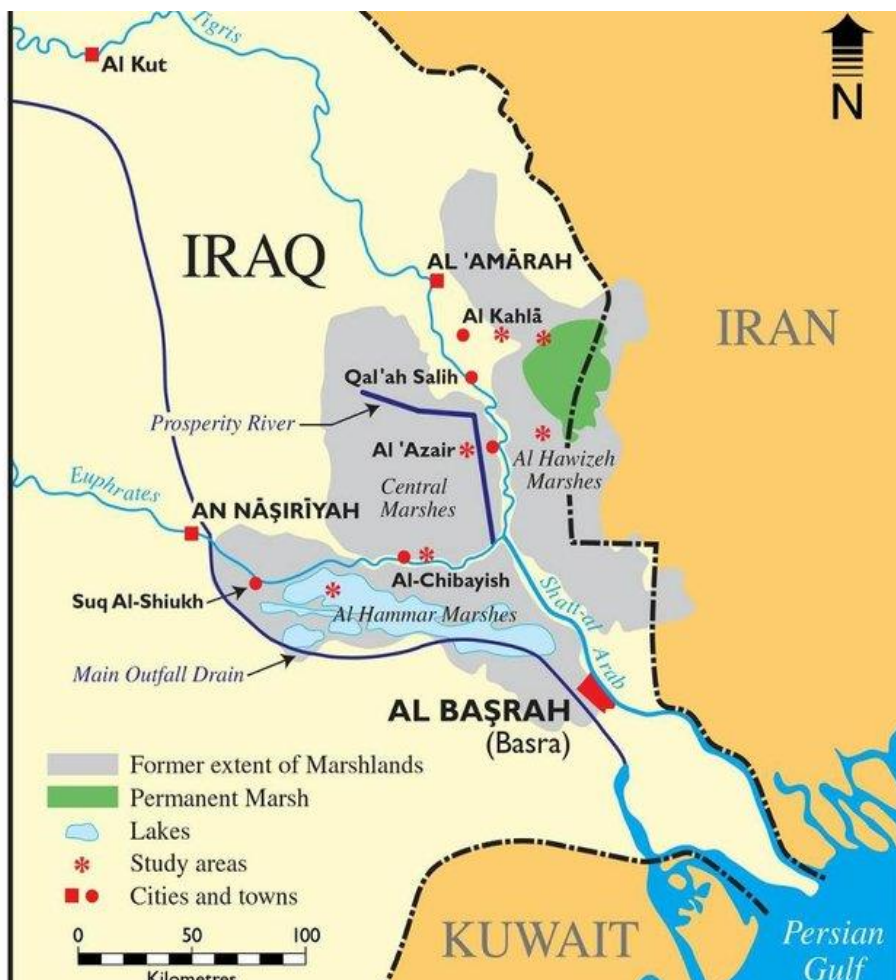 Tigris
Al Kut
N
IRAQ
AL 'AMĀRAH
Al Kahlā
IRAN
Qal'ah Salih
Prosperity River
Al 'Azair
Al Hawizeh
Marshes
Central
Marshes
Euphrates
AN NĀŞIRĪYAH
Al-Chibayish
Suq Al-Shiukh
Al Hammar Marshes
Shatt-al
Arab
Main Outfall Drain
AL BAŞRAH
(Basra)
Former extent of Marshlands
Permanent Marsh
Lakes
Study areas
Cities and towns
0 50 100
Kilometres
KUWAIT
Persian
Gulf